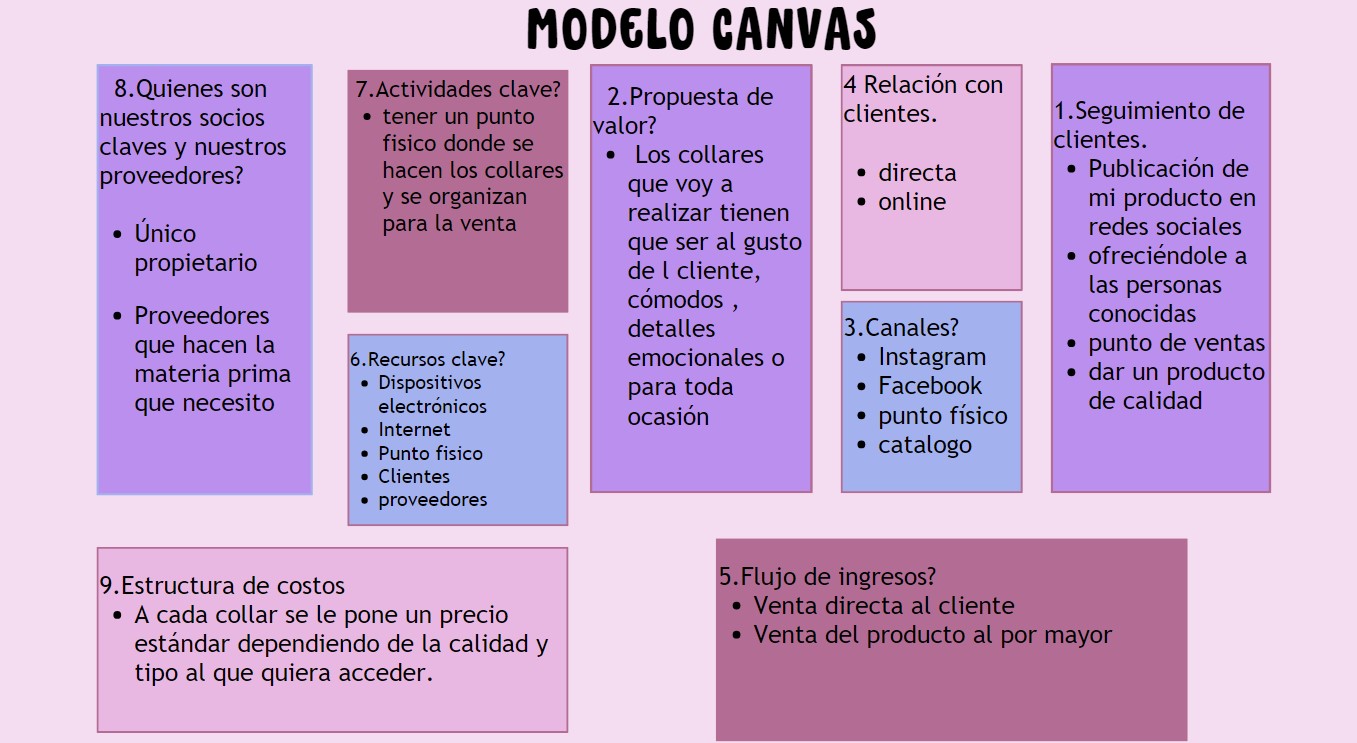 MODELO CANVAS
8.Quienes son
nuestros socios
claves y nuestros
proveedores?
• Único
propietario
• Proveedores
que hacen la
materia prima
que necesito
7.Actividades clave?
• tener un punto
fisico donde se
hacen los collares
y se organizan
para la venta
6.Recursos clave?
• Dispositivos
electrónicos
• Internet
• Punto fisico
• Clientes
• proveedores
2.Propuesta de
valor?
• Los collares
que voy a
realizar tienen
que ser al gusto
de l cliente,
cómodos ,
detalles
emocionales o
para toda
ocasión
4 Relación con
clientes.
• directa
• online
3.Canales?
• Instagram
• Facebook
• punto físico
• catalogo
1.Seguimiento de
clientes.
• Publicación de
mi producto en
redes sociales
• ofreciéndole a
las personas
conocidas
• punto de ventas
• dar un producto
de calidad
9.Estructura de costos
• A cada collar se le pone un precio
estándar dependiendo de la calidad y
tipo al que quiera acceder.
5.Flujo de ingresos?
• Venta directa al cliente
• Venta del producto al por mayor